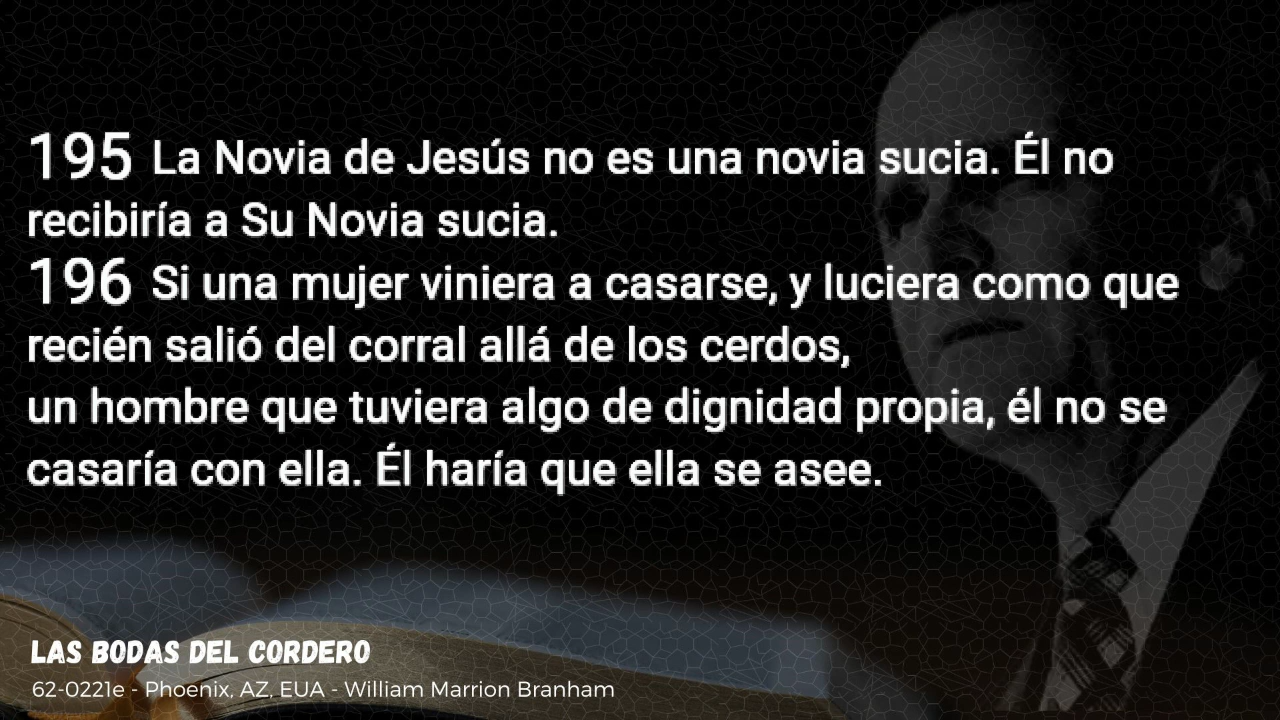 195 La Novia de Jesús no es una novia sucia. Él no
recibiría a Su Novia sucia.
196 Si una mujer viniera a casarse, y luciera como que
recién salió del corral allá de los cerdos,
un hombre que tuviera algo de dignidad propia, él no se
casaría con ella. Él haría que ella se asee.
LAS BODAS DEL CORDERO
62-0221e - Phoenix, AZ, EUA - William Marrion Branham